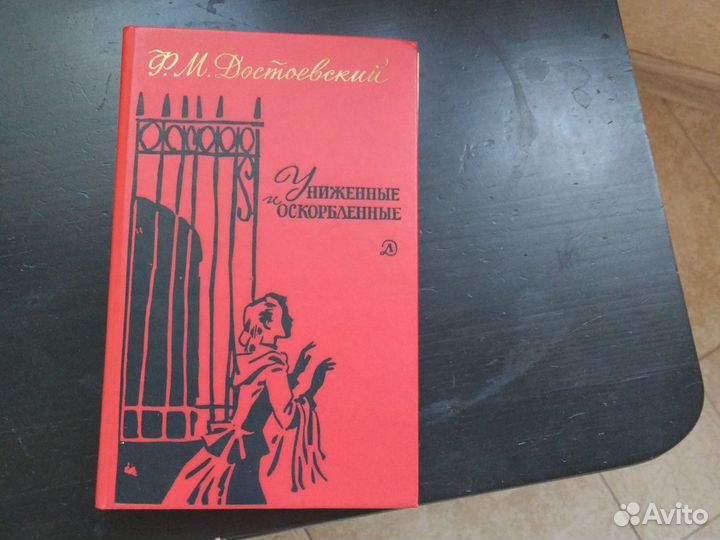 Ф. М. Достоевский
Униженные
и оскорбленные
Д
Avito